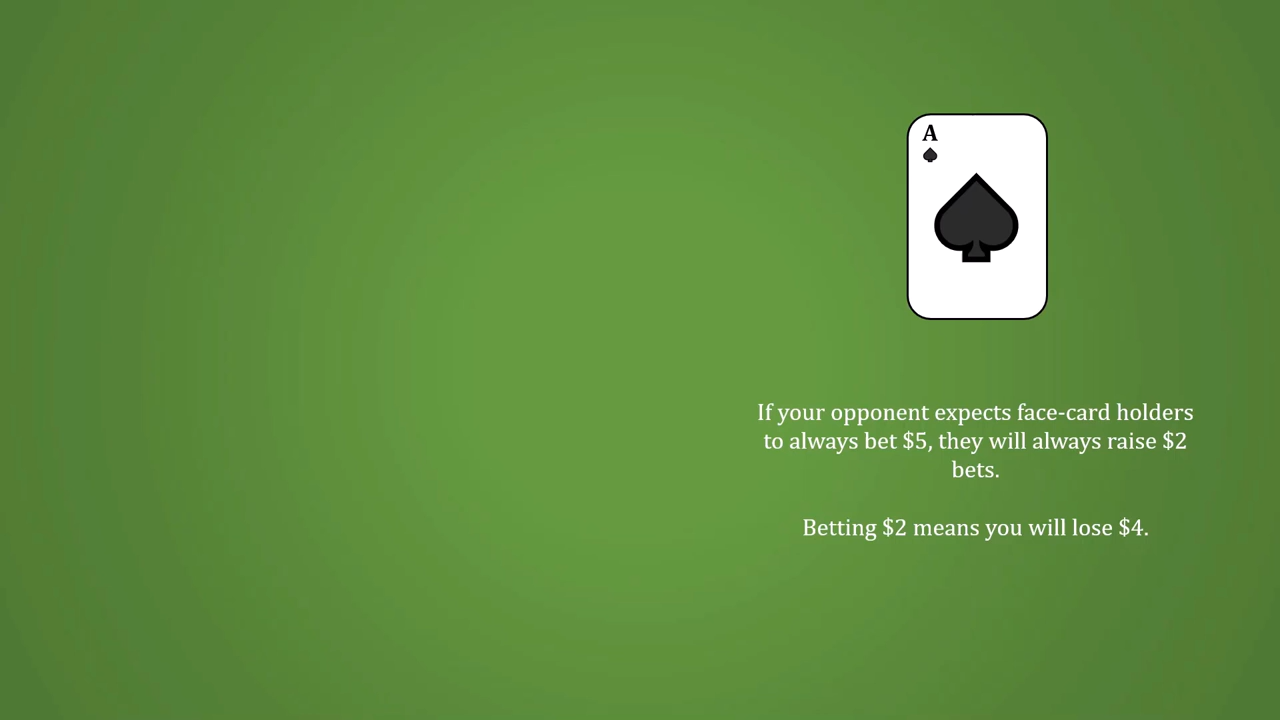 A
If your opponent expects face-card holders
to always bet $5, they will always raise $2
bets.
Betting $2 means you will lose $4.